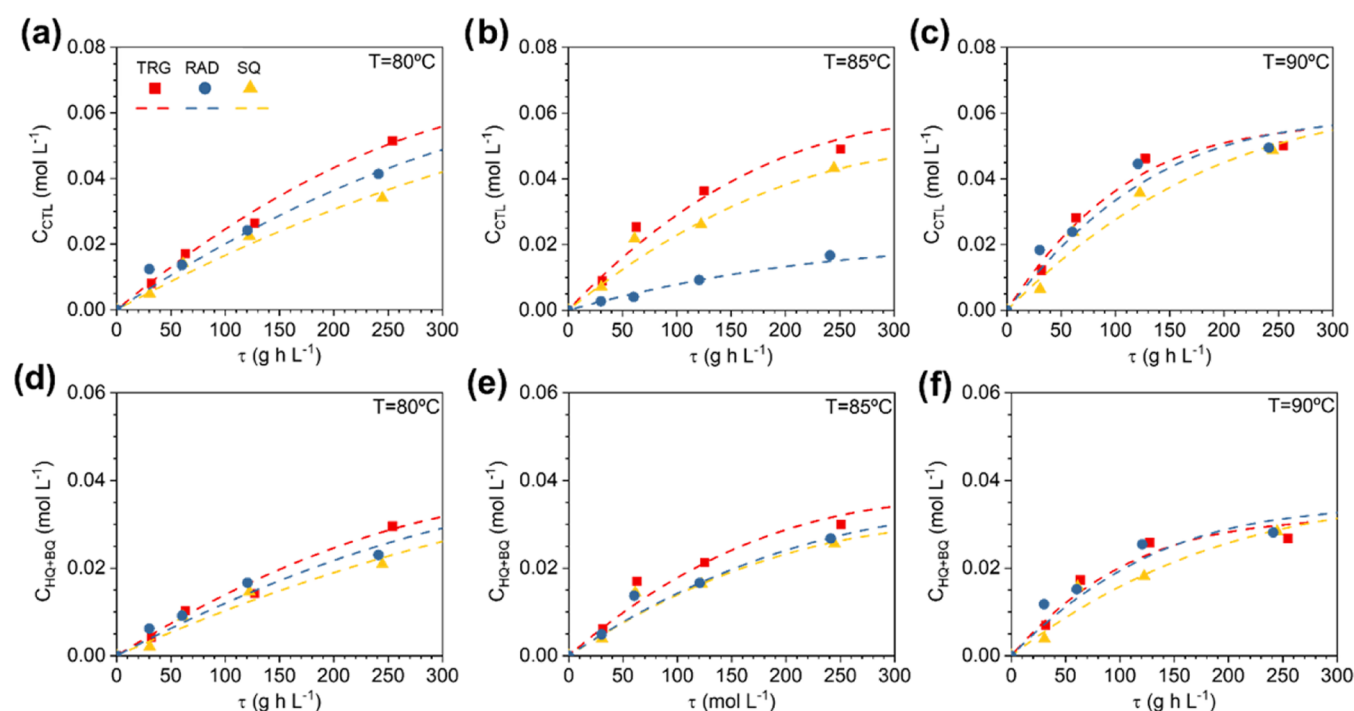 (a)
T=80ºC
TRG RAD SQ
0.08
0.06
0.04
0.02
0.00
C_CTL (mol L⁻¹)
0 50 100 150 200 250 300
τ (g h L⁻¹)
(b)
T=85ºC
0.08
0.06
0.04
0.02
0.00
C_CTL (mol L⁻¹)
0 50 100 150 200 250 300
τ (g h L⁻¹)
(c)
T=90ºC
0.08
0.06
0.04
0.02
0.00
C_CTL (mol L⁻¹)
0 50 100 150 200 250 300
τ (g h L⁻¹)
(d)
T=80ºC
0.06
0.04
0.02
0.00
C_HQ+BQ (mol L⁻¹)
0 50 100 150 200 250 300
τ (g h L⁻¹)
(e)
T=85ºC
0.06
0.04
0.02
0.00
C_HQ+BQ (mol L⁻¹)
0 50 100 150 200 250 300
τ (mol L⁻¹)
(f)
T=90ºC
0.06
0.04
0.02
0.00
C_HQ+BQ (mol L⁻¹)
0 50 100 150 200 250 300
τ (g h L⁻¹)